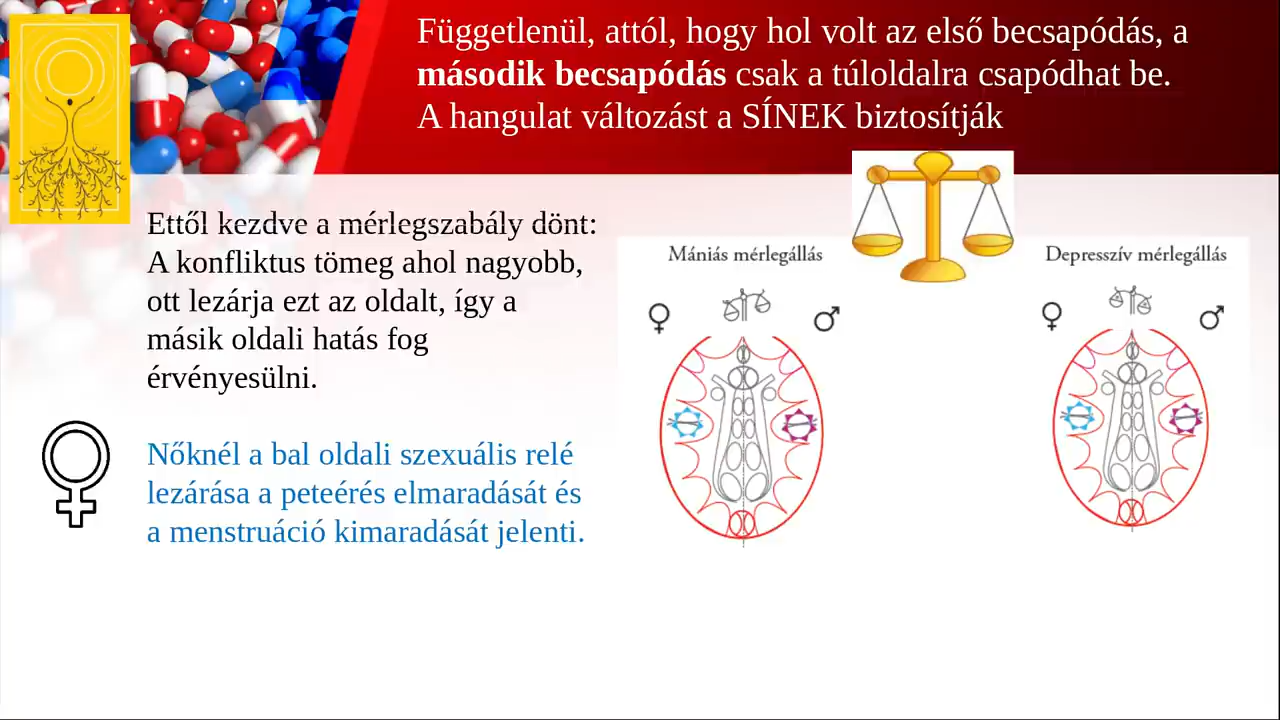 Függetlenül, attól, hogy hol volt az első becsapódás, a
második becsapódás csak a túloldalra csapódhat be.
A hangulat változást a SÍNEK biztosítják
Ettől kezdve a mérlegszabály dönt:
A konfliktus tömeg ahol nagyobb,
ott lezárja ezt az oldalt, így a
másik oldali hatás fog
érvényesülni.
Nőknél a bal oldali szexuális relé
lezárása a peteérés elmaradását és
a menstruáció kimaradását jelenti.
Mániás mérlegállás
Depresszív mérlegállás